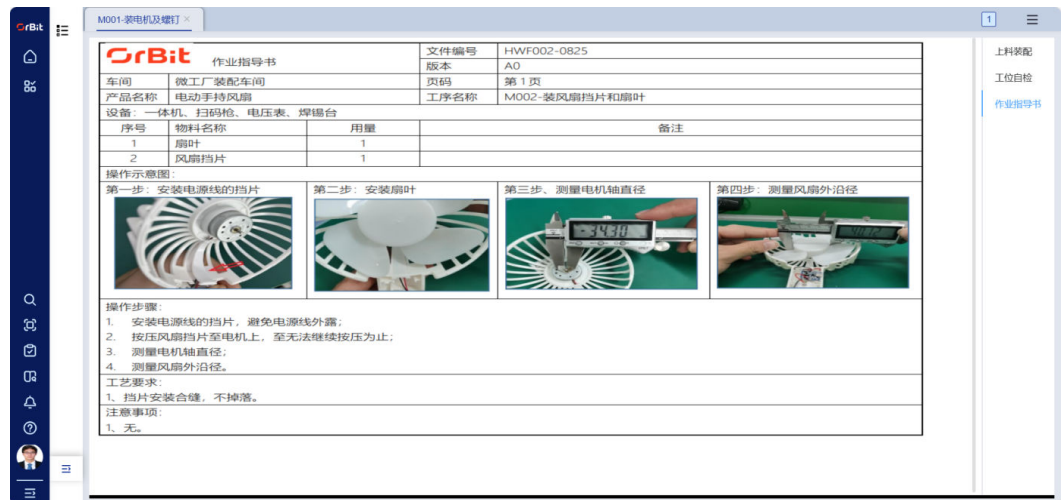 OrBit
M001-装电机及螺钉 ×
1
上料装配
工位自检
作业指导书
OrBit 作业指导书
文件编号 HWF002-0825
版本 A0
车间 微工厂装配车间 页码 第 1 页
产品名称 电动手持风扇 工序名称 M002-装风扇挡片和扇叶
设备：一体机、扫码枪、电压表、焊锡台
序号 物料名称 用量 备注
1 扇叶 1
2 风扇挡片 1
操作示意图：
第一步：安装电源线的挡片 第二步：安装扇叶 第三步、测量电机轴直径 第四步：测量风扇外沿径
操作步骤：
1. 安装电源线的挡片，避免电源线外露；
2. 按压风扇挡片至电机上，至无法继续按压为止；
3. 测量电机轴直径；
4. 测量风扇外沿径。
工艺要求：
1、挡片安装合缝，不掉落。
注意事项：
1、无。